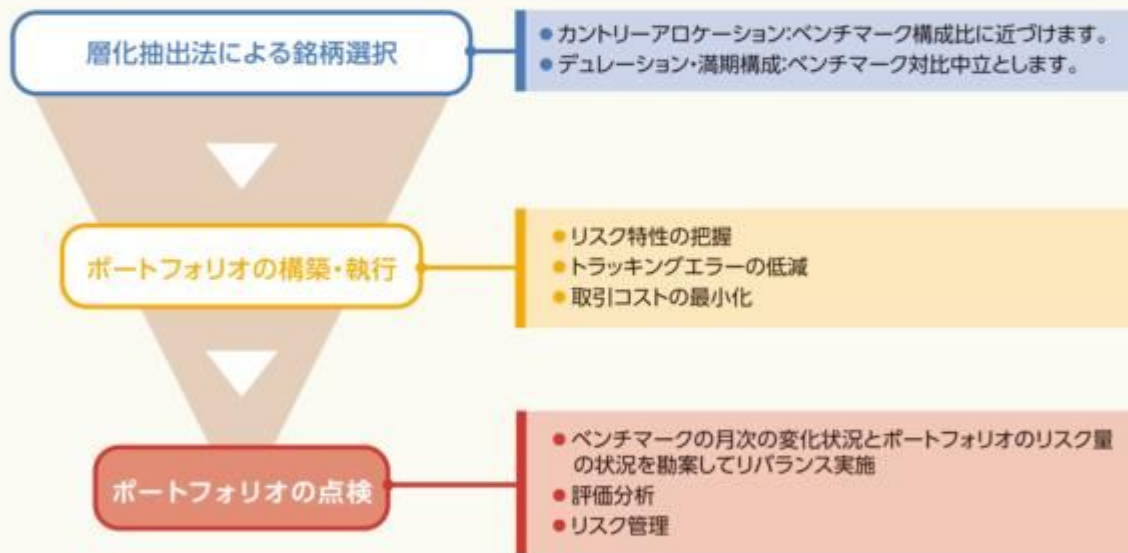 層化抽出法による銘柄選択
●カントリーアロケーション:ベンチマーク構成比に近づけます。
●デュレーション・満期構成:ベンチマーク対比中立とします。
ポートフォリオの構築・執行
●リスク特性の把握
●トラッキングエラーの低減
●取引コストの最小化
ポートフォリオの点検
●ベンチマークの月次の変化状況とポートフォリオのリスク量
の状況を勘案してリバランス実施
●評価分析
●リスク管理